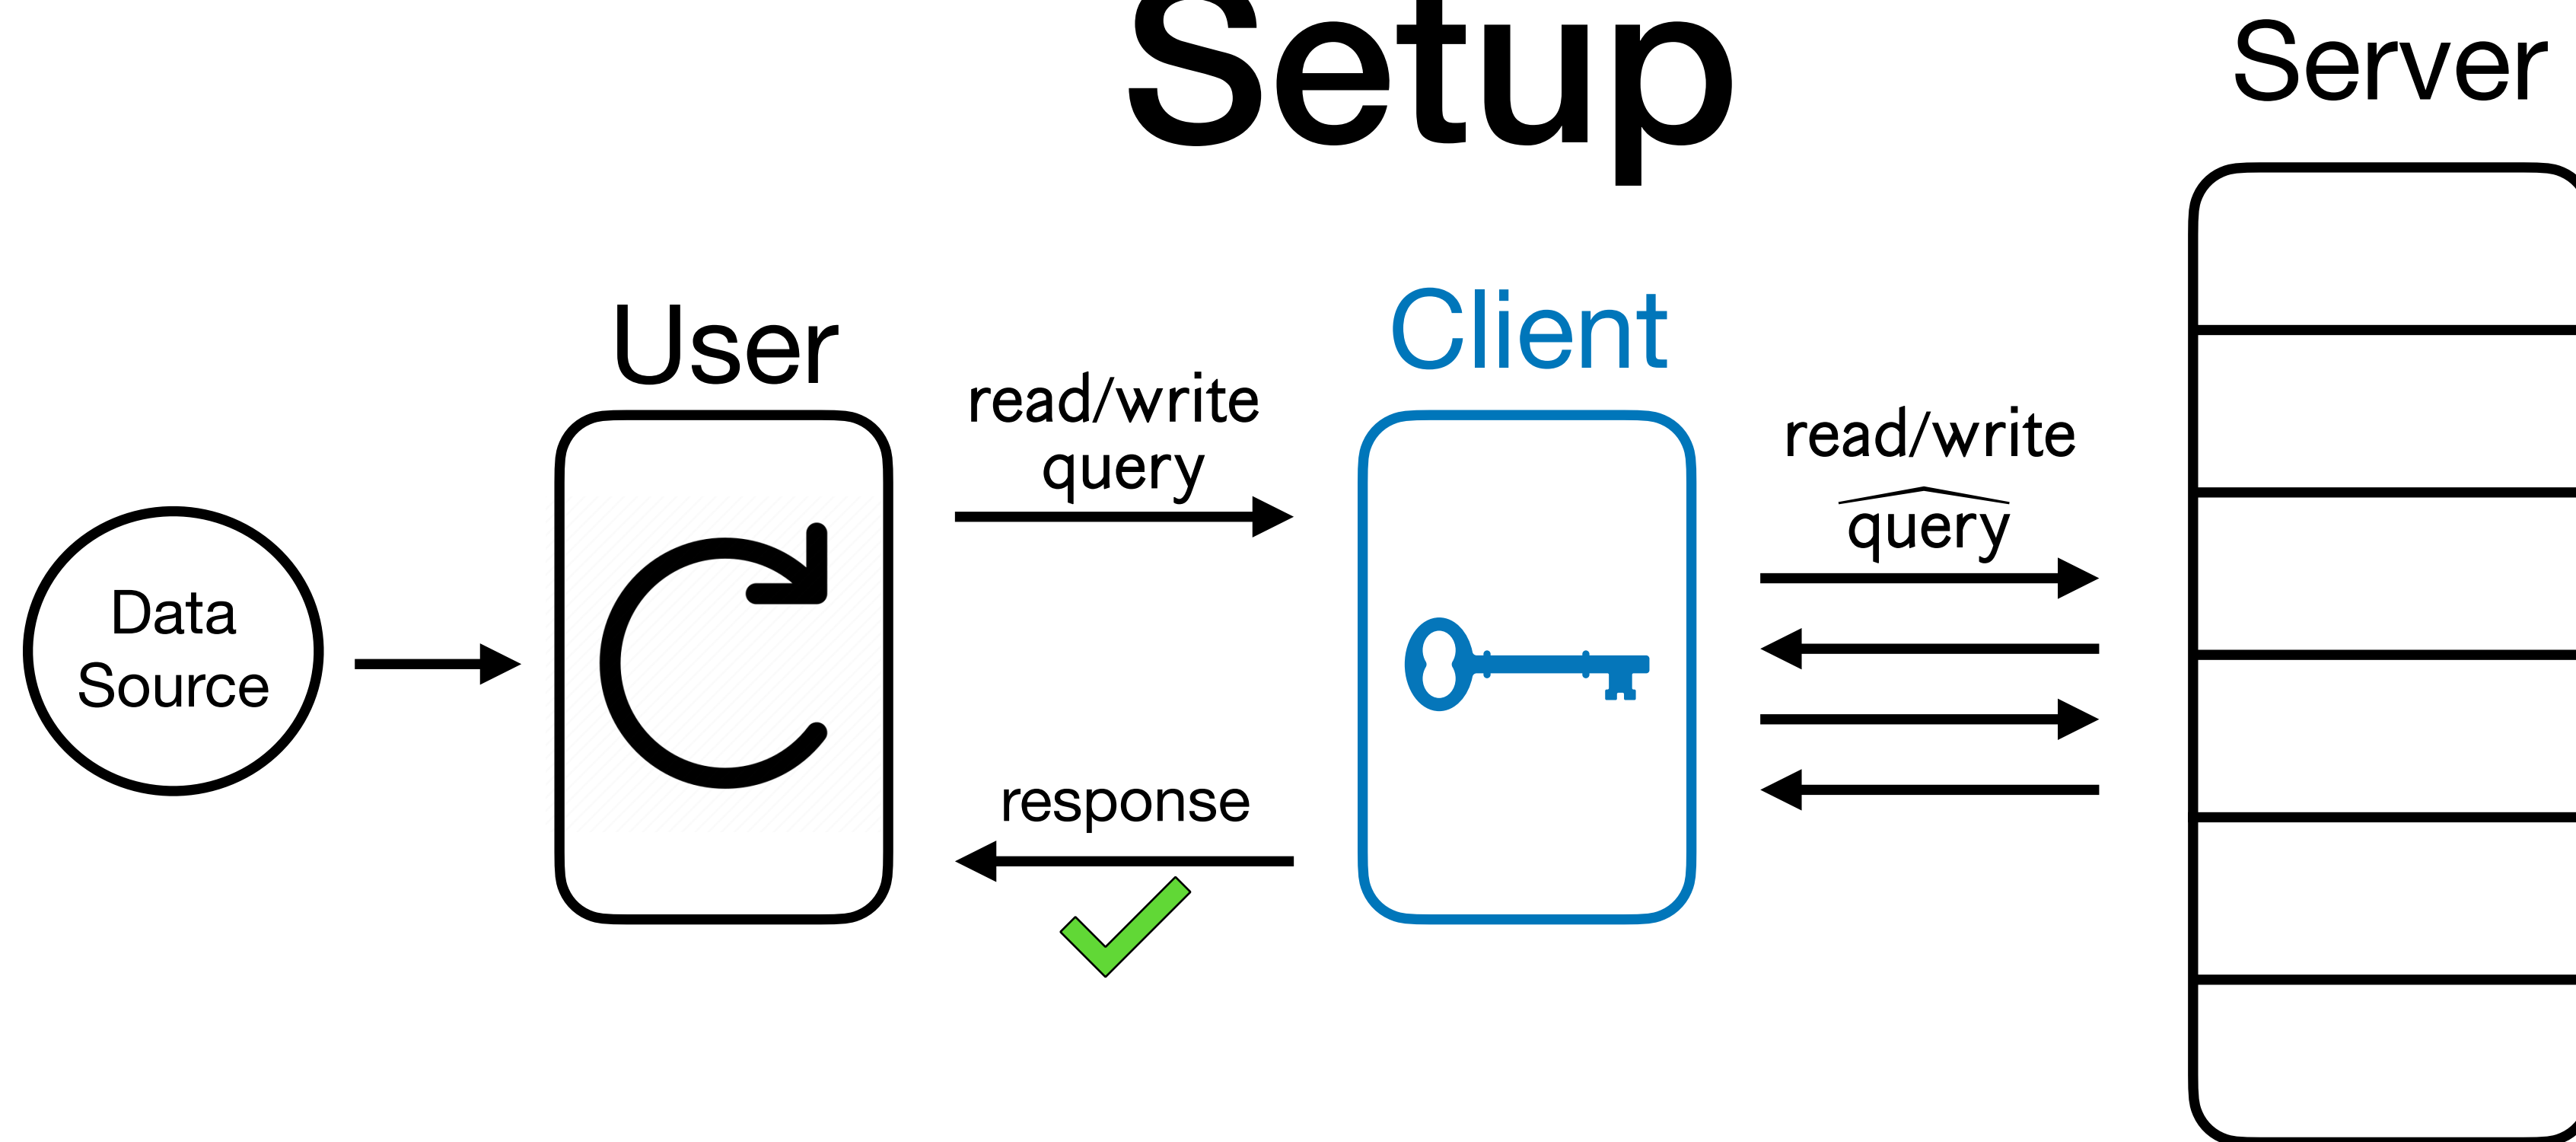 Setup
Server
User
Client
read/write
query
read/write
query
Data
Source
response